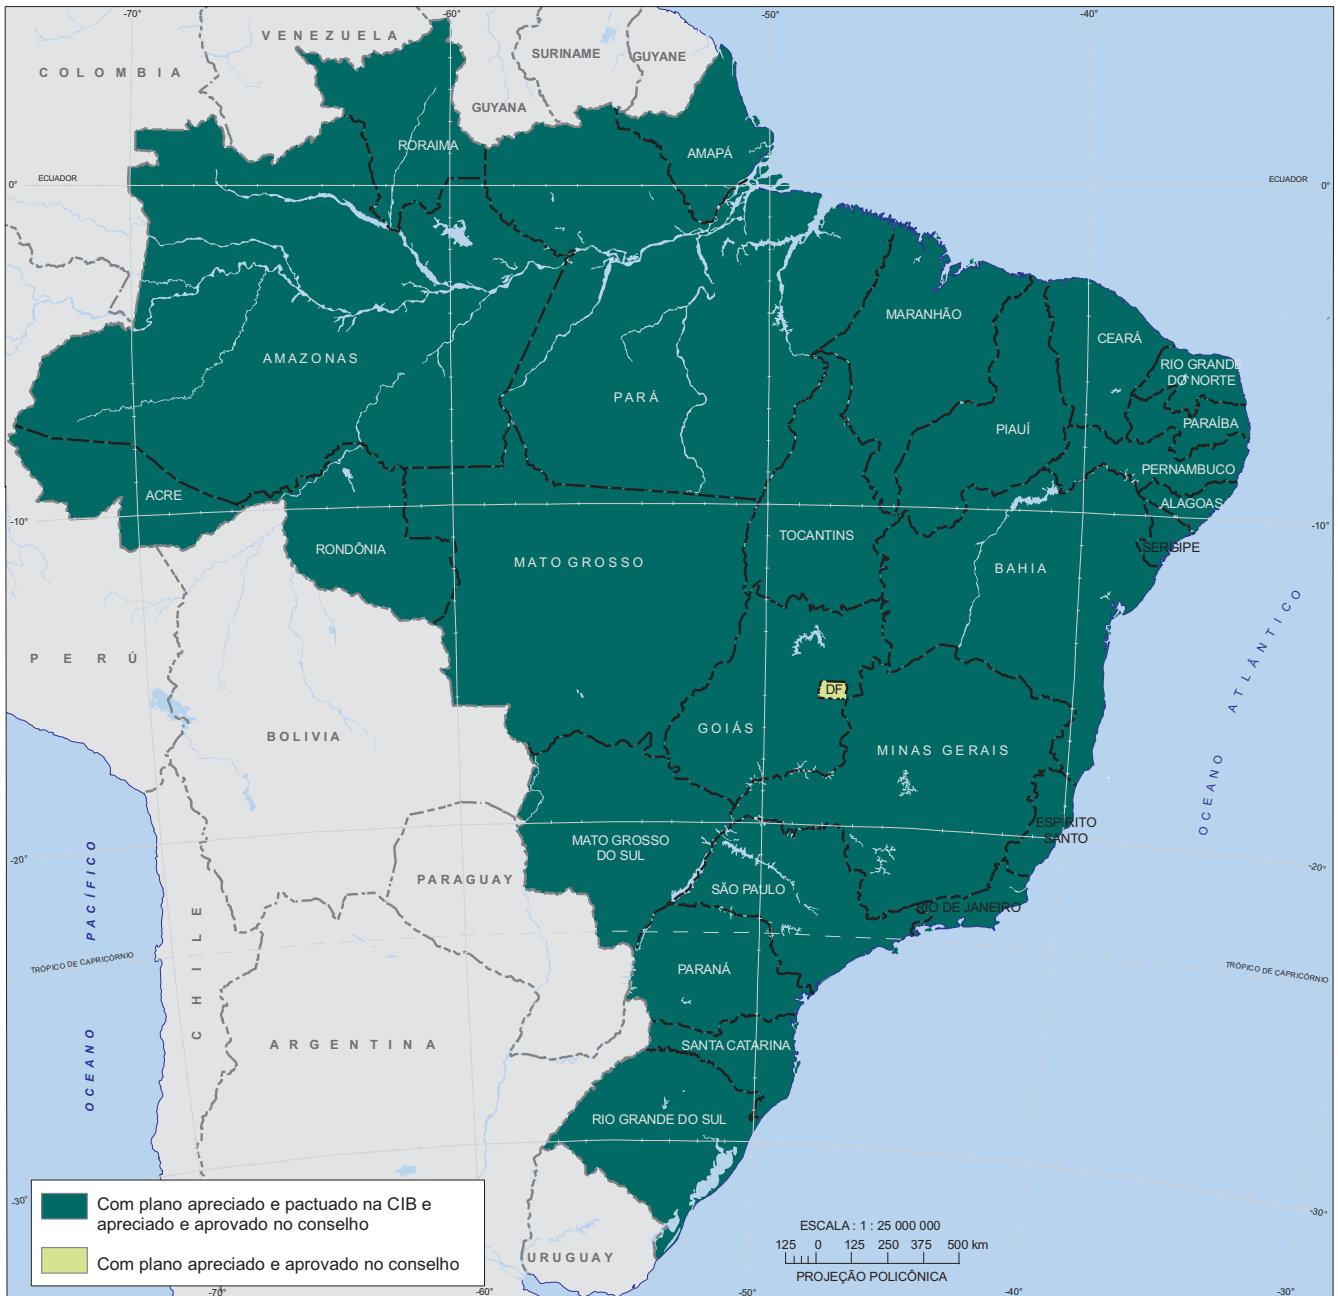 -70°
-60°
-50°
-40°
VENEZUELA
COLOMBIA
SURINAME
GUYANE
GUYANA
RORAIMA
AMAPÁ
ECUADOR
ECUADOR
0°
0°
MARANHÃO
CEARÁ
AMAZONAS
RIO GRANDE
DO NORTE
PARÁ
PIAUÍ
PARAÍBA
PERNAMBUCO
ACRE
ALAGOAS
-10°
-10°
TOCANTINS
RONDÔNIA
SERGIPE
MATO GROSSO
BAHIA
PERÚ
OCEANO ATLÂNTICO
DF
GOIÁS
BOLIVIA
MINAS GERAIS
ESPÍRITO
SANTO
MATO GROSSO
DO SUL
-20°
-20°
PARAGUAY
SÃO PAULO
RIO DE JANEIRO
OCEANO PACÍFICO
CHILE
TRÓPICO DE CAPRICÓRNIO
TRÓPICO DE CAPRICÓRNIO
PARANÁ
ARGENTINA
SANTA CATARINA
RIO GRANDE DO SUL
-30°
-30°
Com plano apreciado e pactuado na CIB e
apreciado e aprovado no conselho
Com plano apreciado e aprovado no conselho
URUGUAY
ESCALA : 1 : 25 000 000
125 0 125 250 375 500 km
PROJEÇÃO POLICÔNICA
-70°
-60°
-50°
-40°
-30°